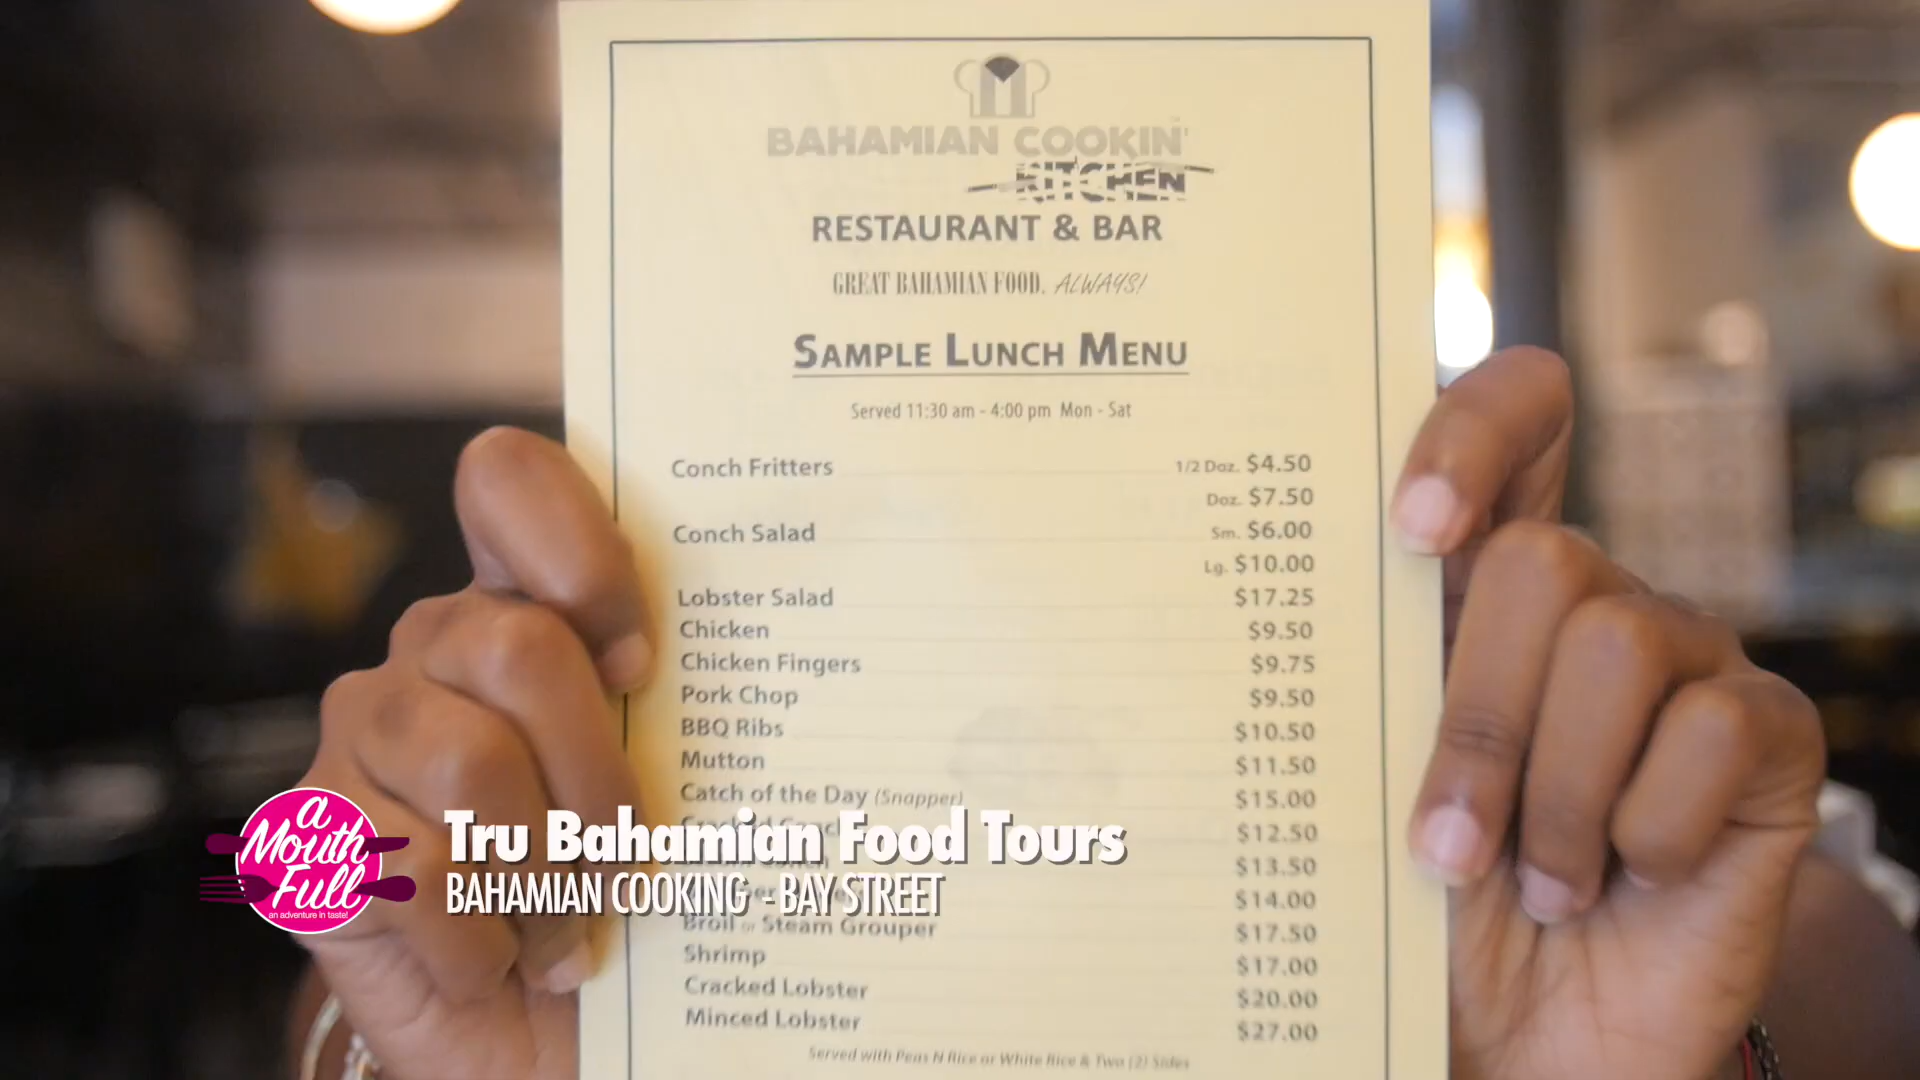 BAHAMIAN COOKIN'
KITCHEN
RESTAURANT & BAR
GREAT BAHAMIAN FOOD. ALWAYS!
SAMPLE LUNCH MENU
Served 11:30 am - 4:00 pm Mon - Sat
Conch Fritters 1/2 Doz. $4.50
Doz. $7.50
Conch Salad Sm. $6.00
Lg. $10.00
Lobster Salad $17.25
Chicken $9.50
Chicken Fingers $9.75
Pork Chop $9.50
BBQ Ribs $10.50
Mutton $11.50
Catch of the Day (Snapper) $15.00
$12.50
$13.50
$14.00
Broil or Steam Grouper $17.50
Shrimp $17.00
Cracked Lobster $20.00
Minced Lobster $27.00
Served with Peas N Rice or White Rice & Two (2) Sides
a Mouth Full
an adventure in taste!
Tru Bahamian Food Tours
BAHAMIAN COOKING - BAY STREET